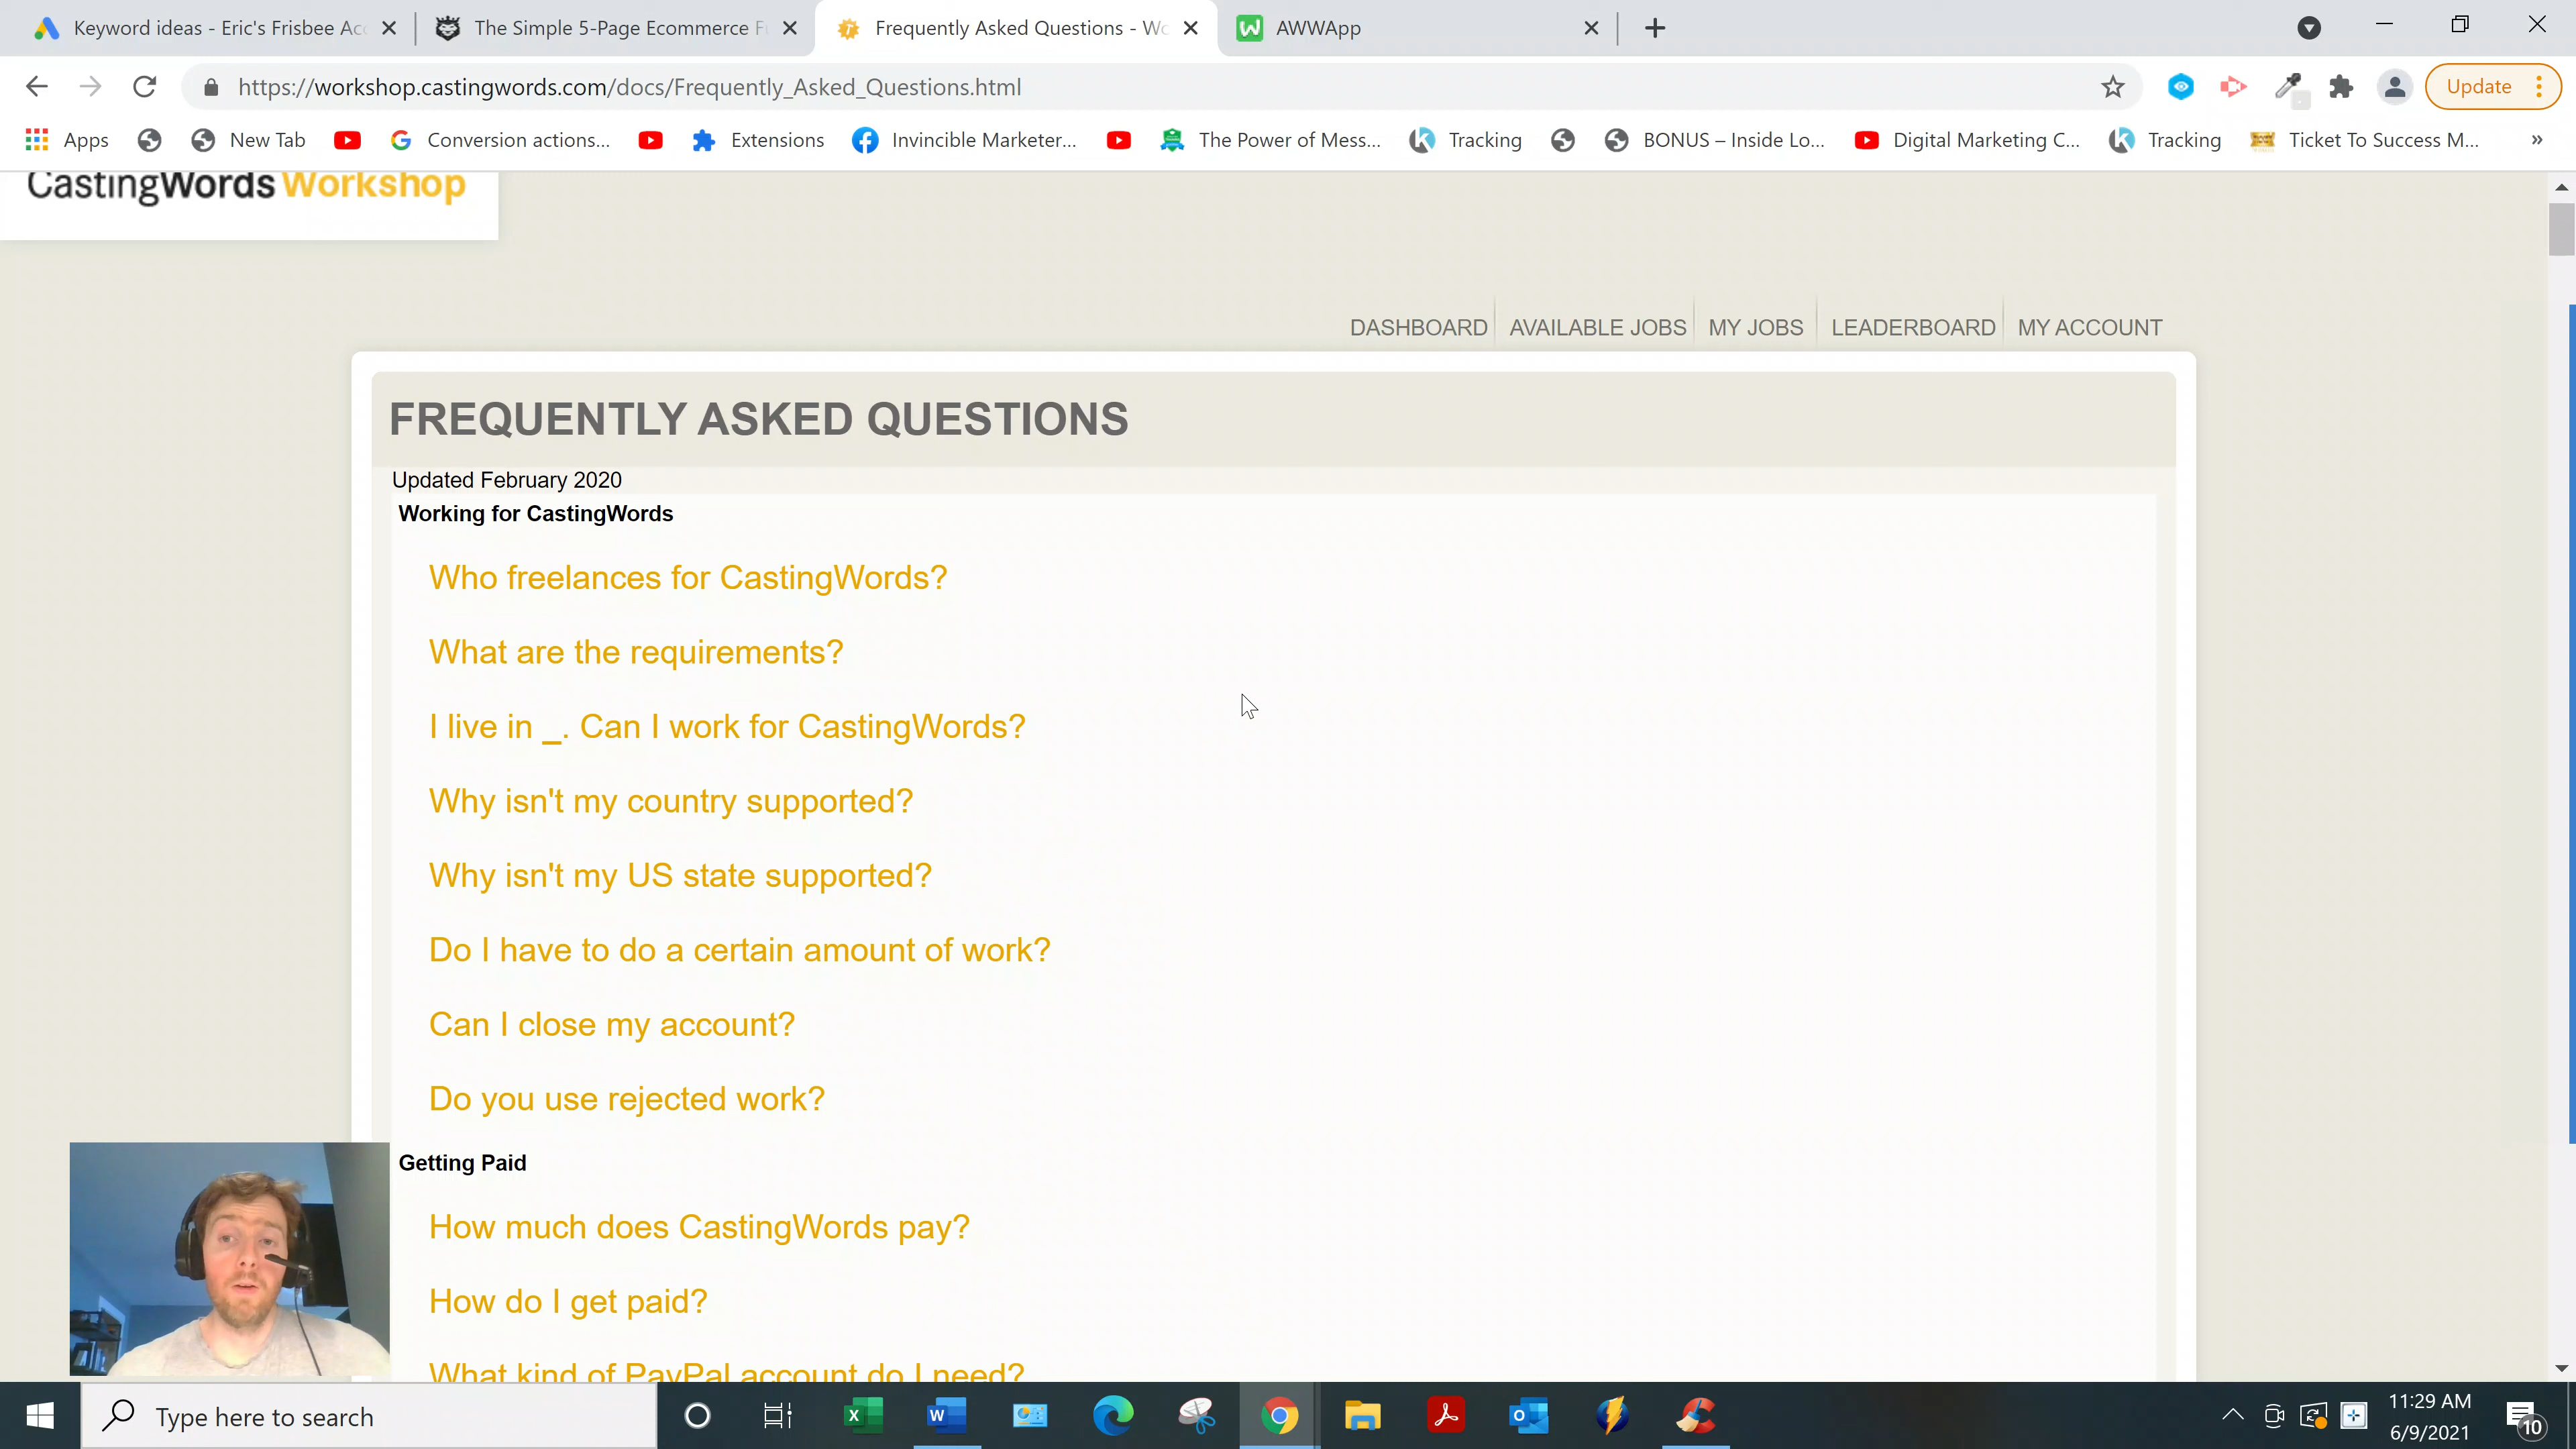 Keyword ideas - Eric's Frisbee Acc
The Simple 5-Page Ecommerce F
Frequently Asked Questions - Wo
AWWApp
https://workshop.castingwords.com/docs/Frequently_Asked_Questions.html
Update
Apps
New Tab
Conversion actions...
Extensions
Invincible Marketer...
The Power of Mess...
Tracking
BONUS – Inside Lo...
Digital Marketing C...
Tracking
Ticket To Success M...
»
CastingWords Workshop
DASHBOARD
AVAILABLE JOBS
MY JOBS
LEADERBOARD
MY ACCOUNT
FREQUENTLY ASKED QUESTIONS
Updated February 2020
Working for CastingWords
Who freelances for CastingWords?
What are the requirements?
I live in _. Can I work for CastingWords?
Why isn't my country supported?
Why isn't my US state supported?
Do I have to do a certain amount of work?
Can I close my account?
Do you use rejected work?
Getting Paid
How much does CastingWords pay?
How do I get paid?
What kind of PayPal account do I need?
Type here to search
11:29 AM
6/9/2021
10